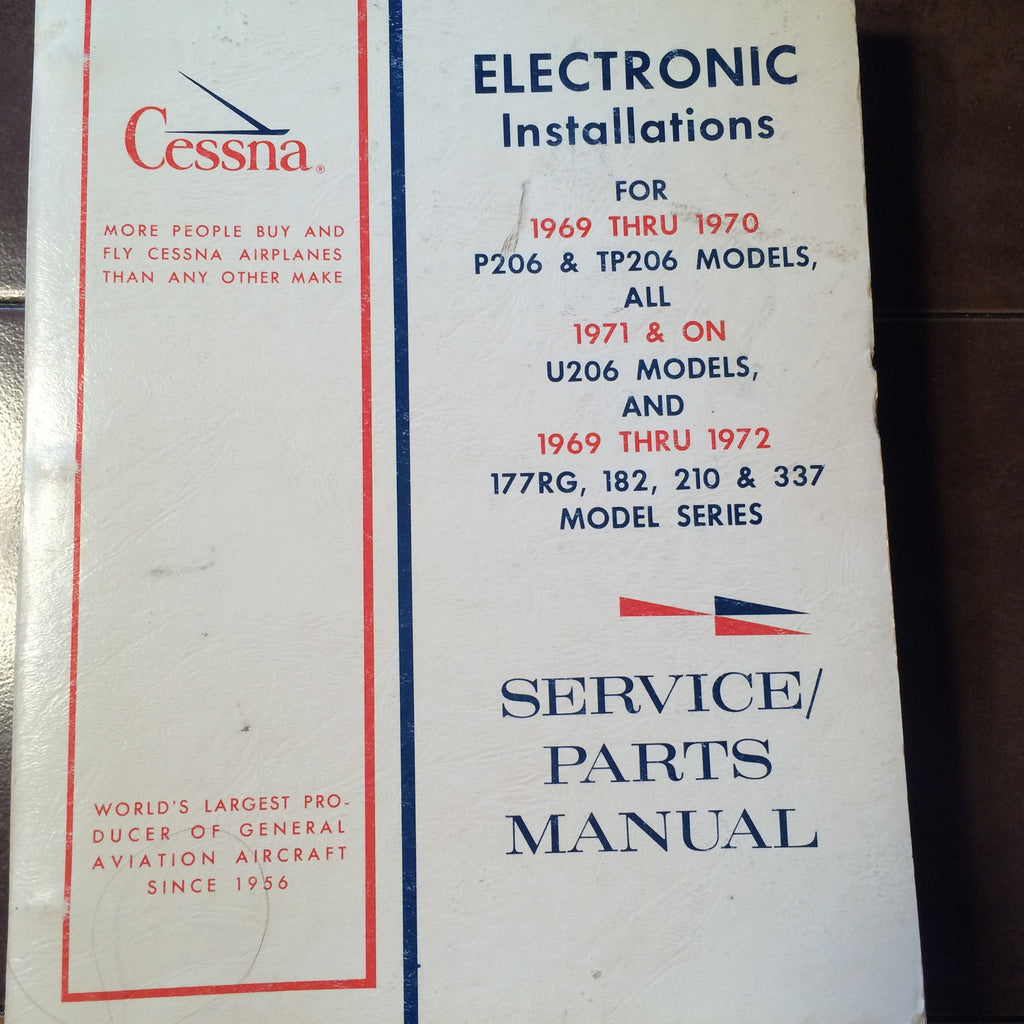 Cessna®
MORE PEOPLE BUY AND
FLY CESSNA AIRPLANES
THAN ANY OTHER MAKE
WORLD'S LARGEST PRO-
DUCER OF GENERAL
AVIATION AIRCRAFT
SINCE 1956
ELECTRONIC
Installations
FOR
1969 THRU 1970
P206 & TP206 MODELS,
ALL
1971 & ON
U206 MODELS,
AND
1969 THRU 1972
177RG, 182, 210 & 337
MODEL SERIES
SERVICE/
PARTS
MANUAL